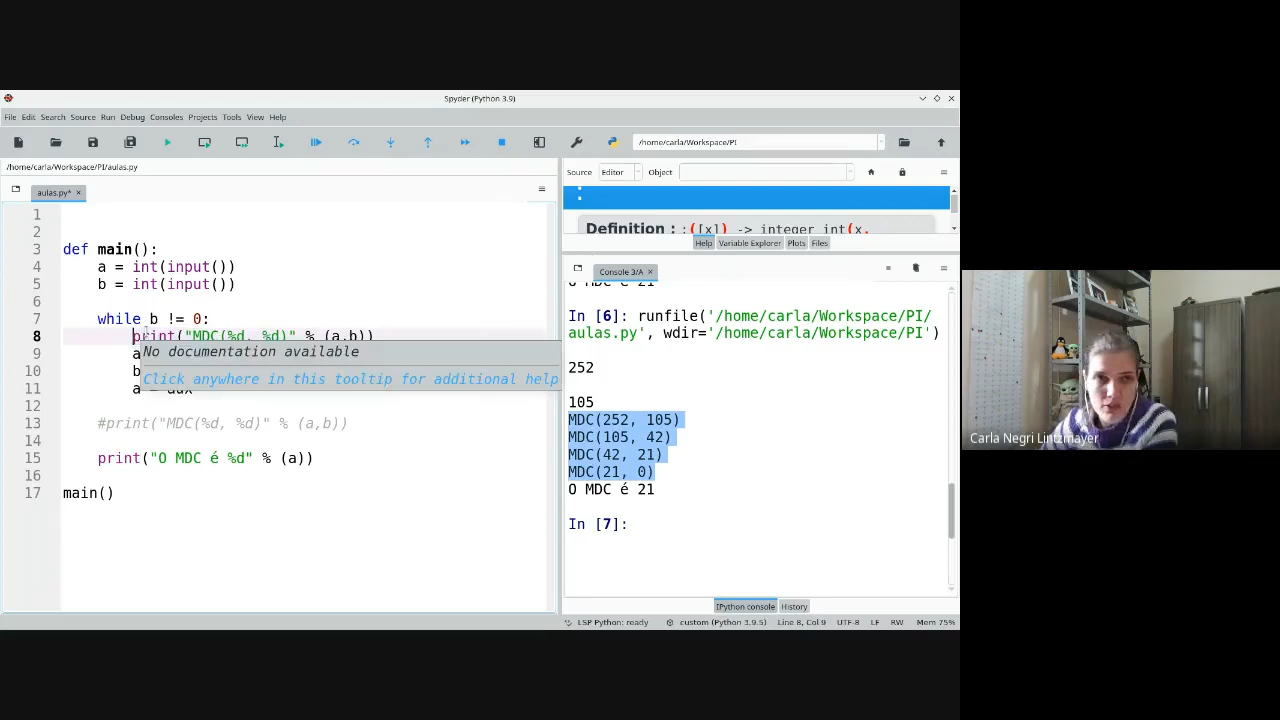 Spyder (Python 3.9)
File Edit Search Source Run Debug Consoles Projects Tools View Help
/home/carla/Workspace/PI
/home/carla/Workspace/PI/aulas.py
aulas.py*
1
2
3 def main():
4 a = int(input())
5 b = int(input())
6
7 while b != 0:
8 print("MDC(%d, %d)" % (a,b))
No documentation available
9 a
10 b
Click anywhere in this tooltip for additional help
11 a = aux
12
13 #print("MDC(%d, %d)" % (a,b))
14
15 print("O MDC é %d" % (a))
16
17 main()
Source Editor Object
:
Definition : :([x]) -> integer int(x,
Help Variable Explorer Plots Files
Console 3/A
O MDC é 21
In [6]: runfile('/home/carla/Workspace/PI/
aulas.py', wdir='/home/carla/Workspace/PI')
252
105
MDC(252, 105)
MDC(105, 42)
MDC(42, 21)
MDC(21, 0)
O MDC é 21
In [7]:
IPython console History
LSP Python: ready custom (Python 3.9.5) Line 8, Col 9 UTF-8 LF RW Mem 75%
Carla Negri Lintzmayer